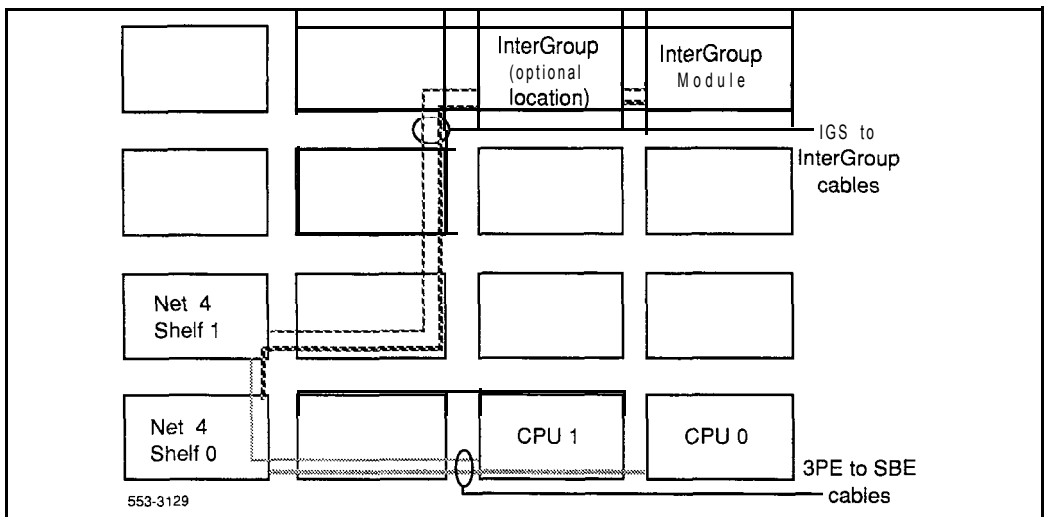 InterGroup
(optional
location)
InterGroup
Module
IGS to
InterGroup
cables
Net 4
Shelf 1
Net 4
Shelf 0
CPU 1
CPU 0
3PE to SBE
cables
553-3129